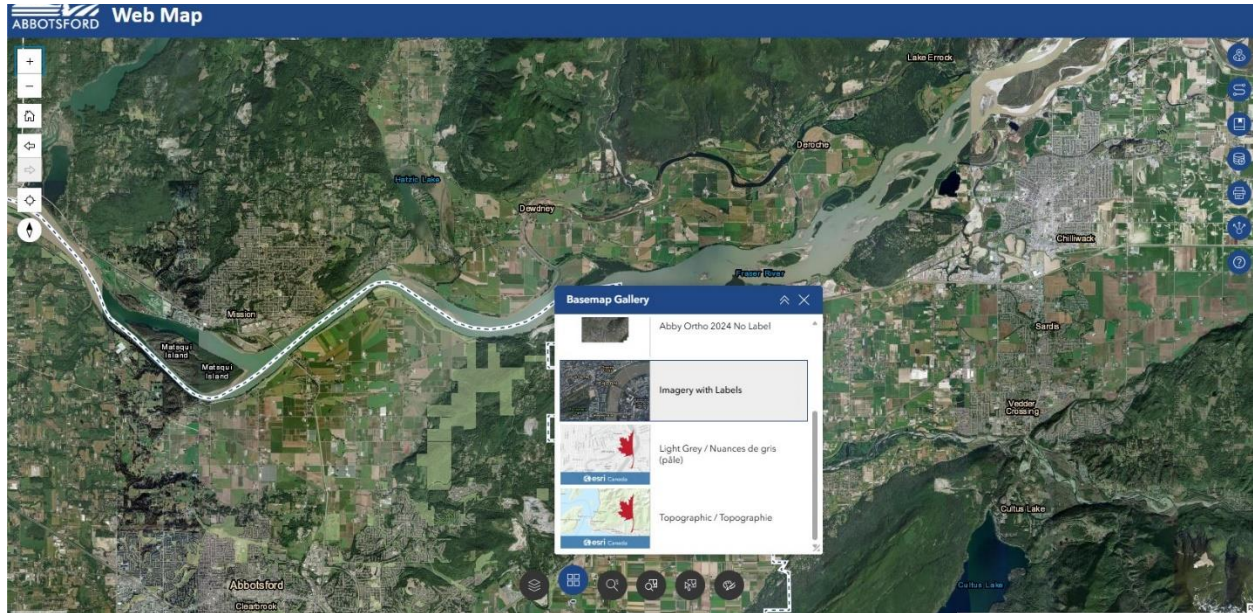 ABBOTSFORD
Web Map
Lake Errock
Deroche
Hatzic Lake
Dewdney
Chilliwack
Fraser River
Basemap Gallery
Abby Ortho 2024 No Label
Mission
Sardis
Matsqui
Island
Matsqui
Island
Imagery with Labels
Vedder
Crossing
Light Grey / Nuances de gris
(pâle)
esri Canada
Cultus Lake
Topographic / Topographie
esri Canada
Abbotsford
Cultus Lake
Clearbrook